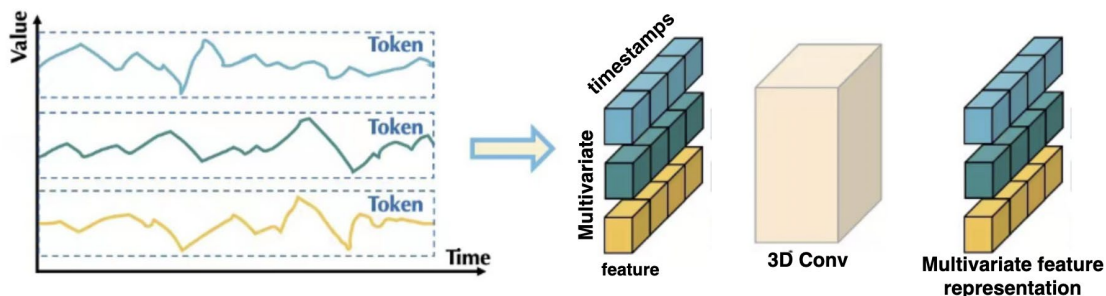 Value
Token
Token
Token
Time
timestamps
Multivariate
feature
3D Conv
Multivariate feature
representation